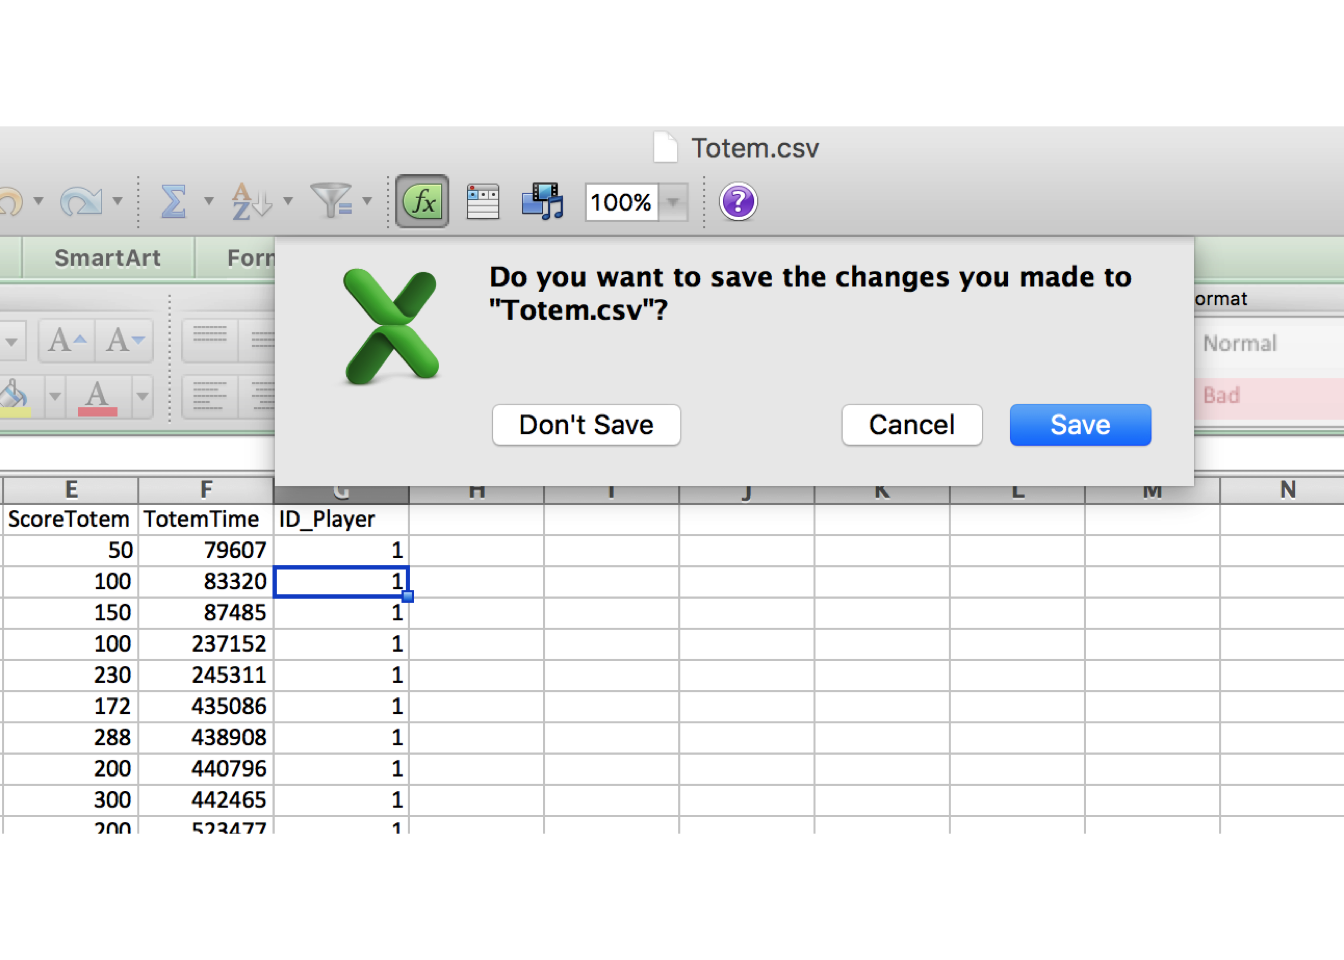 Totem.csv
A
Z
fx
100%
?
SmartArt
Do you want to save the changes you made to
"Totem.csv"?
Don't Save
Cancel
Save
ormat
Normal
Bad
A
A
A
E F G H I J K L M N
ScoreTotem TotemTime ID_Player
50 79607 1
100 83320 1
150 87485 1
100 237152 1
230 245311 1
172 435086 1
288 438908 1
200 440796 1
300 442465 1
200 523477 1